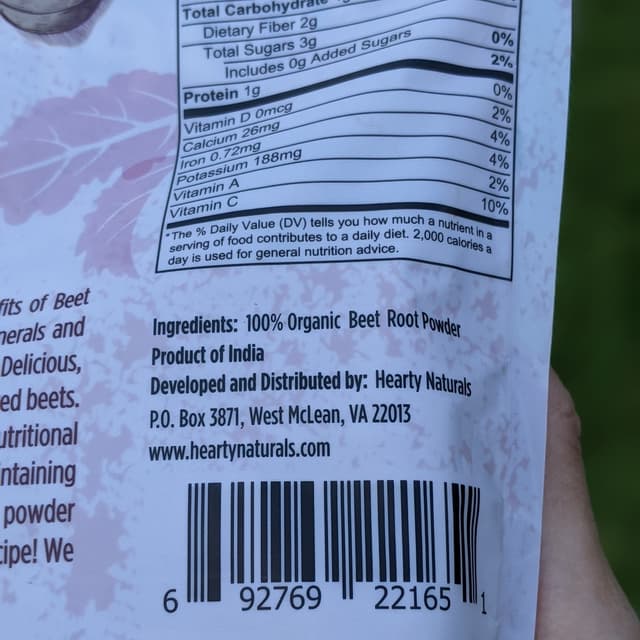 Total Carbohydrate
Dietary Fiber 2g
Total Sugars 3g 0%
Includes 0g Added Sugars 2%
Protein 1g
Vitamin D 0mcg 0%
Calcium 26mg 2%
Iron 0.72mg 4%
Potassium 188mg 4%
Vitamin A 2%
Vitamin C 10%
*The % Daily Value (DV) tells you how much a nutrient in a
serving of food contributes to a daily diet. 2,000 calories a
day is used for general nutrition advice.
fits of Beet
nerals and
Delicious,
ed beets.
utritional
ntaining
powder
cipe! We
Ingredients: 100% Organic Beet Root Powder
Product of India
Developed and Distributed by: Hearty Naturals
P.O. Box 3871, West McLean, VA 22013
www.heartynaturals.com
6 92769 22165 1